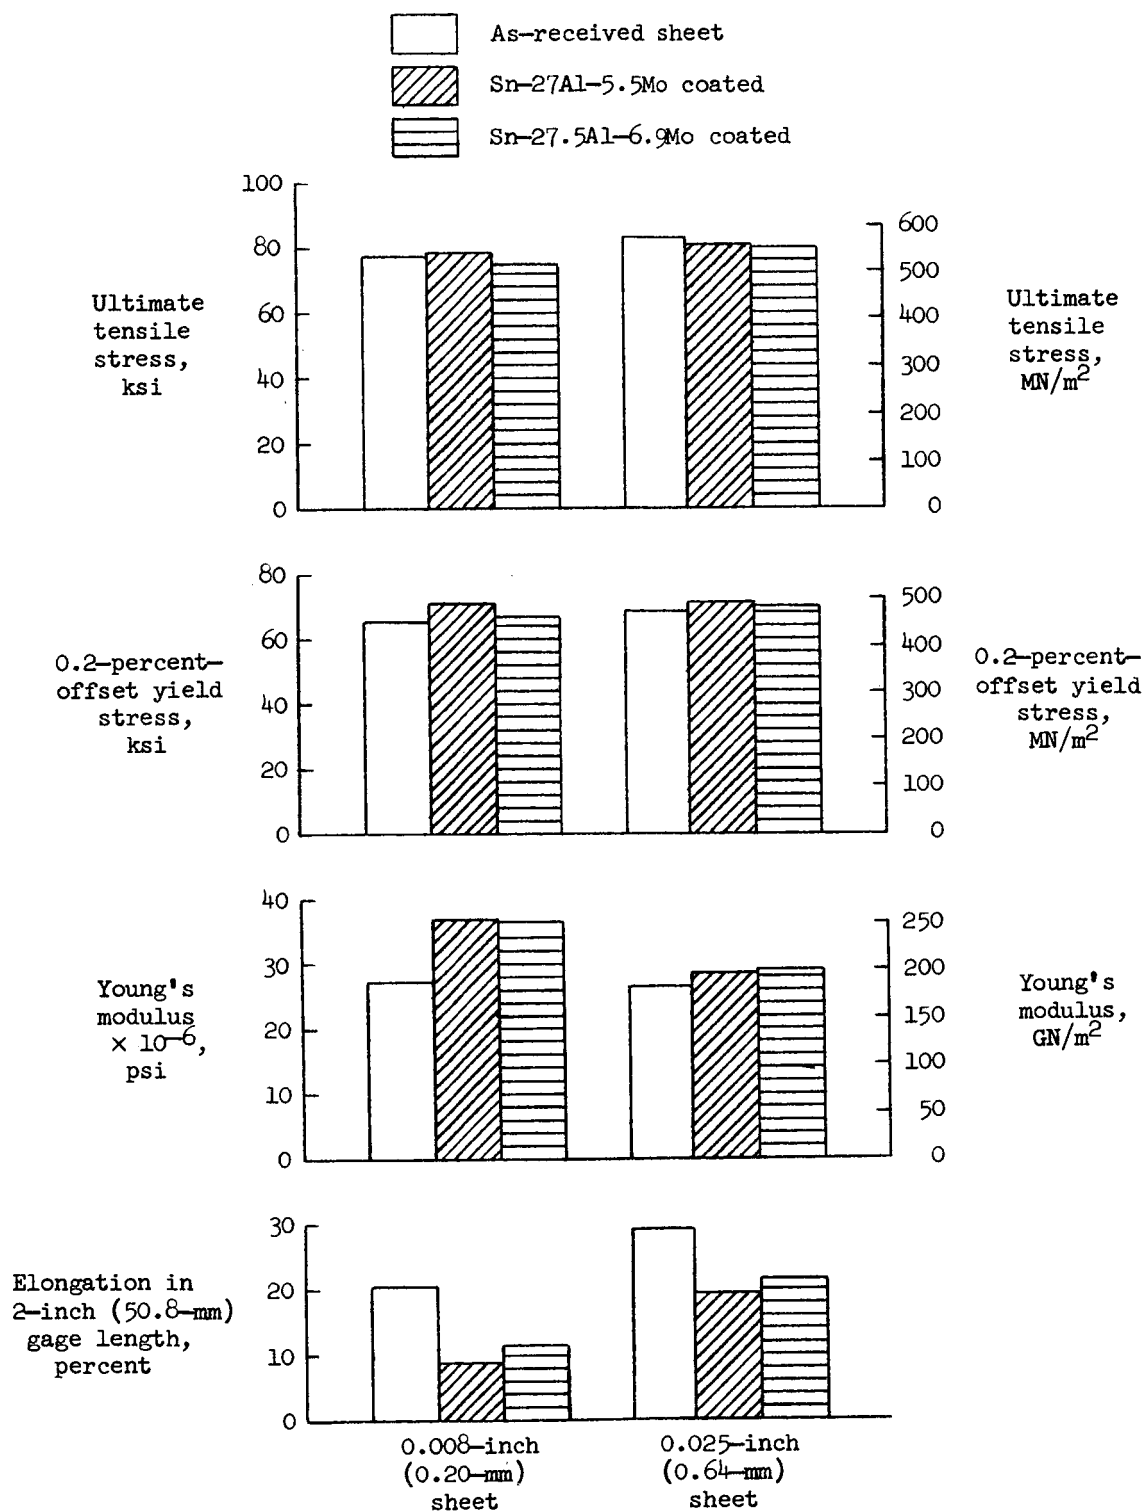 As-received sheet
Sn-27Al-5.5Mo coated
Sn-27.5Al-6.9Mo coated
100
80
60
40
20
0
Ultimate
tensile
stress,
ksi
600
500
400
300
200
100
0
Ultimate
tensile
stress,
MN/m²
80
60
40
20
0
0.2-percent-
offset yield
stress,
ksi
500
400
300
200
100
0
0.2-percent-
offset yield
stress,
MN/m²
40
30
20
10
0
Young's
modulus
× 10⁻⁶,
psi
250
200
150
100
50
0
Young's
modulus,
GN/m²
30
20
10
0
Elongation in
2-inch (50.8-mm)
gage length,
percent
0.008-inch
(0.20-mm)
sheet
0.025-inch
(0.64-mm)
sheet